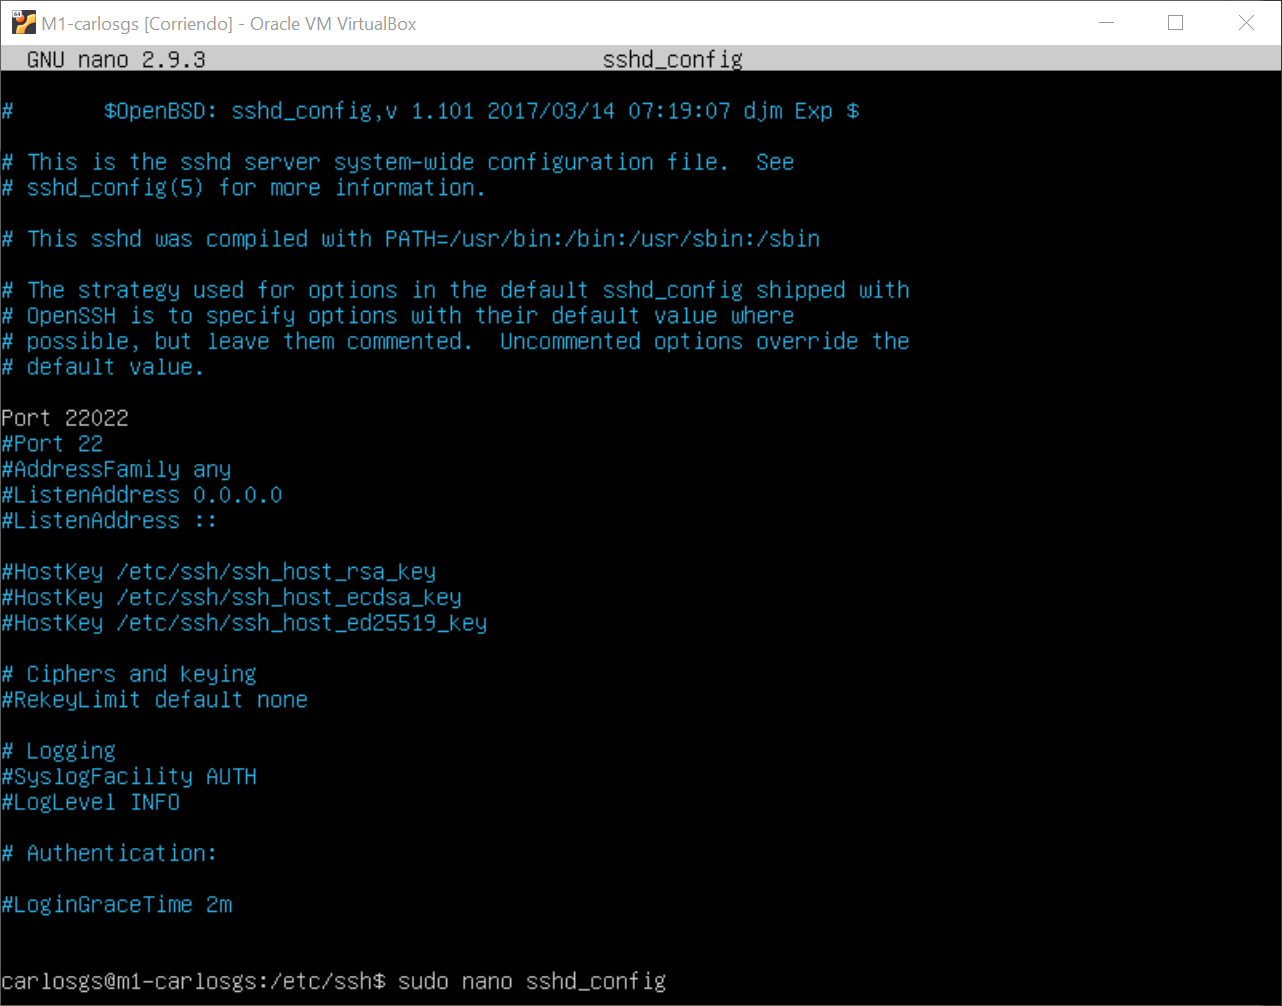 M1-carlosgs [Corriendo] - Oracle VM VirtualBox
GNU nano 2.9.3 sshd_config
# $OpenBSD: sshd_config,v 1.101 2017/03/14 07:19:07 djm Exp $
# This is the sshd server system-wide configuration file.  See
# sshd_config(5) for more information.
# This sshd was compiled with PATH=/usr/bin:/bin:/usr/sbin:/sbin
# The strategy used for options in the default sshd_config shipped with
# OpenSSH is to specify options with their default value where
# possible, but leave them commented.  Uncommented options override the
# default value.
Port 22022
#Port 22
#AddressFamily any
#ListenAddress 0.0.0.0
#ListenAddress ::
#HostKey /etc/ssh/ssh_host_rsa_key
#HostKey /etc/ssh/ssh_host_ecdsa_key
#HostKey /etc/ssh/ssh_host_ed25519_key
# Ciphers and keying
#RekeyLimit default none
# Logging
#SyslogFacility AUTH
#LogLevel INFO
# Authentication:
#LoginGraceTime 2m
carlosgs@m1-carlosgs:/etc/ssh$ sudo nano sshd_config